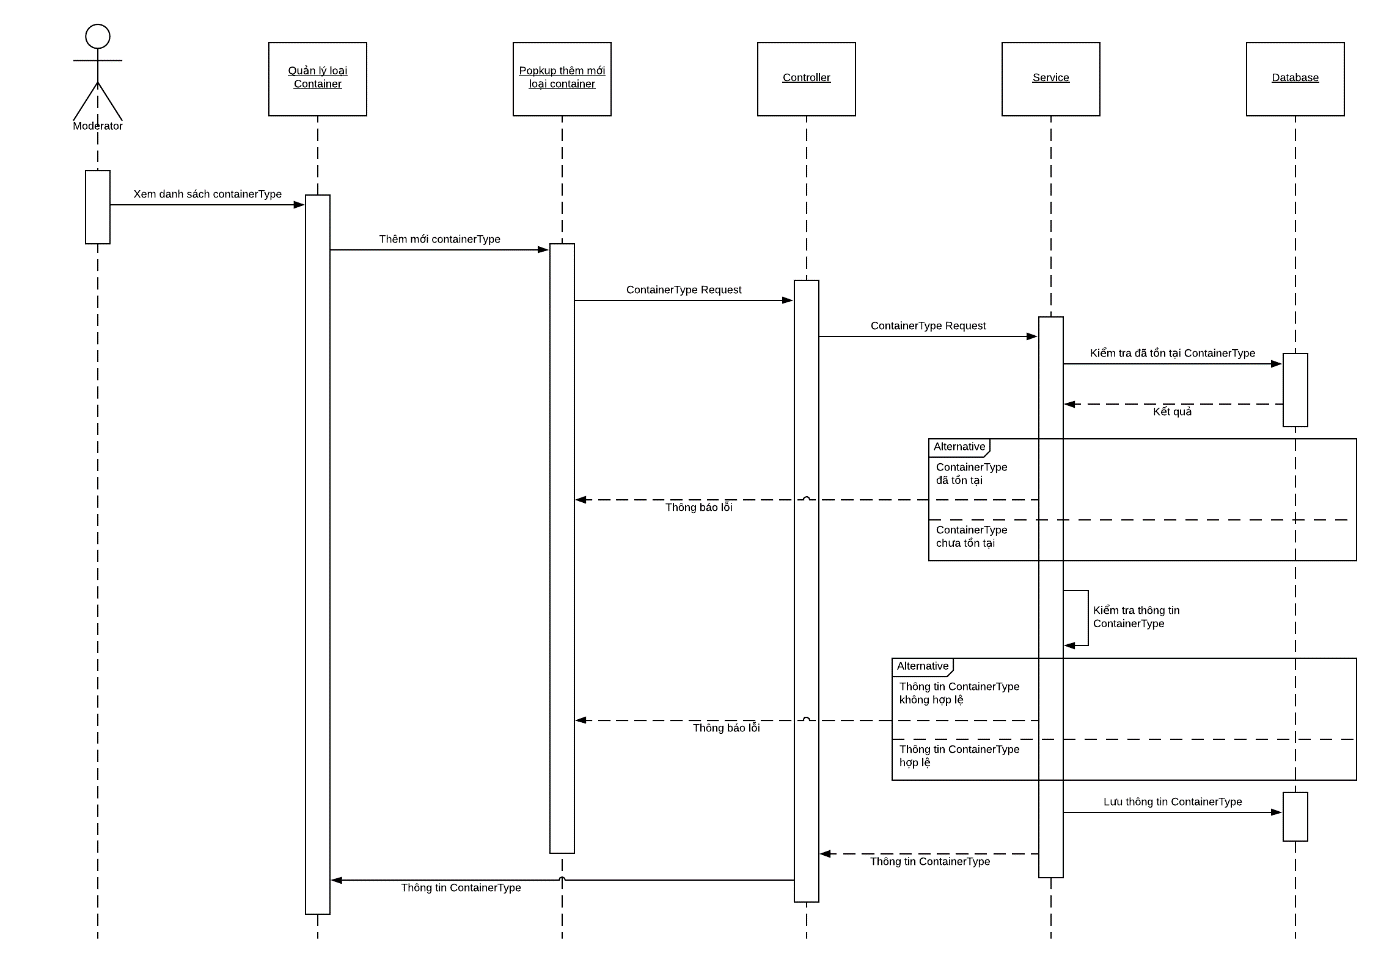 Moderator
Quản lý loại
Container
Popkup thêm mới
loại container
Controller
Service
Database
Xem danh sách containerType
Thêm mới containerType
ContainerType Request
ContainerType Request
Kiểm tra đã tồn tại ContainerType
Kết quả
Alternative
ContainerType
đã tồn tại
Thông báo lỗi
ContainerType
chưa tồn tại
Kiểm tra thông tin
ContainerType
Alternative
Thông tin ContainerType
không hợp lệ
Thông báo lỗi
Thông tin ContainerType
hợp lệ
Lưu thông tin ContainerType
Thông tin ContainerType
Thông tin ContainerType